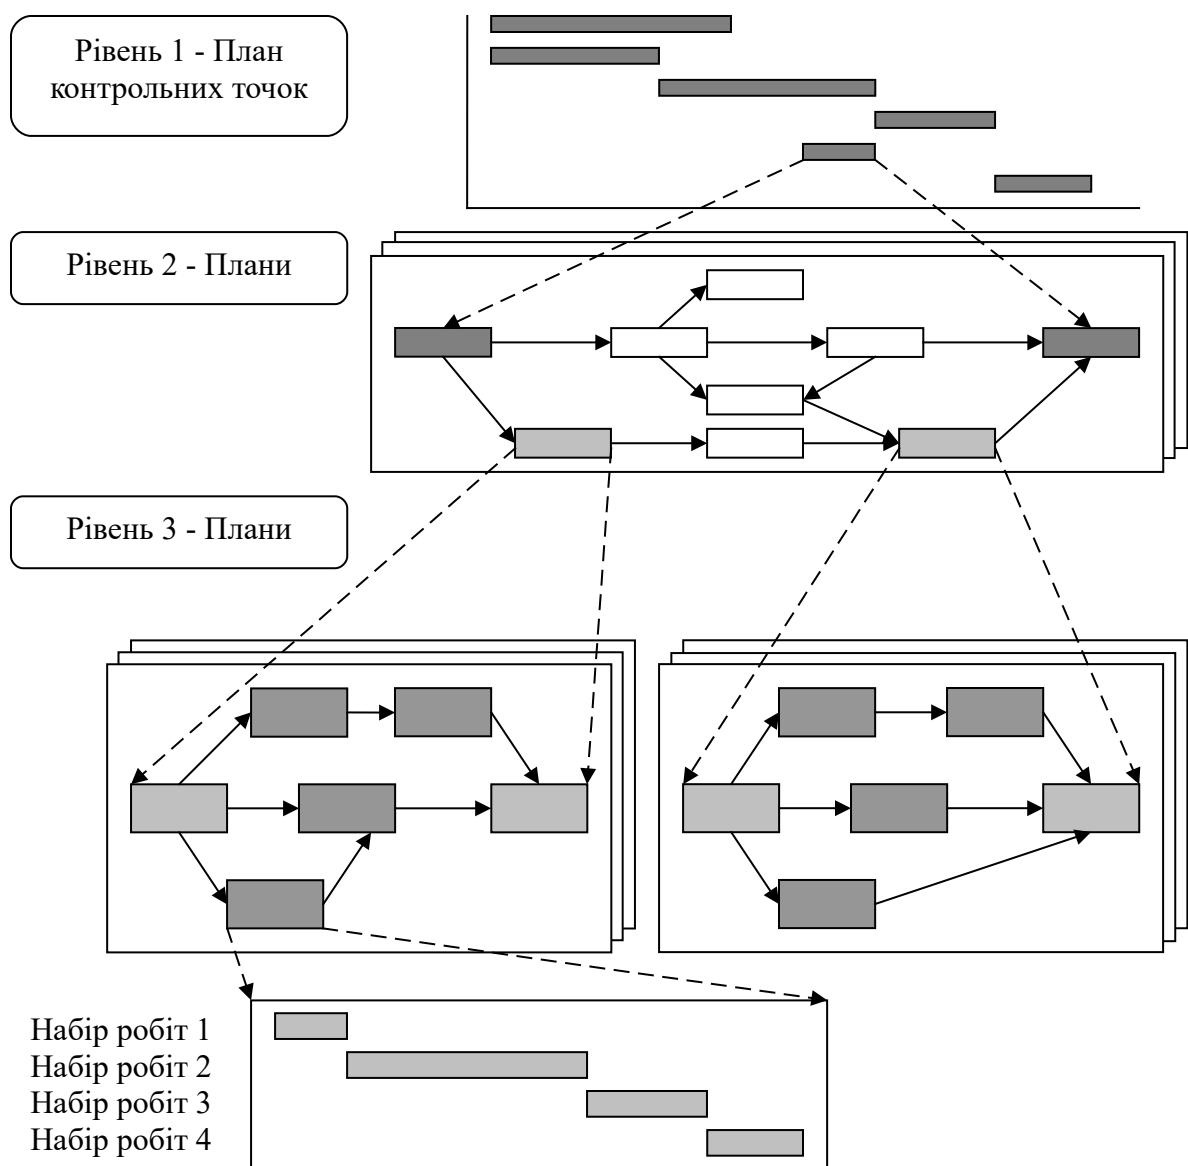 Рівень 1 - План
контрольних точок
Рівень 2 - Плани
Рівень 3 - Плани
Набір робіт 1
Набір робіт 2
Набір робіт 3
Набір робіт 4